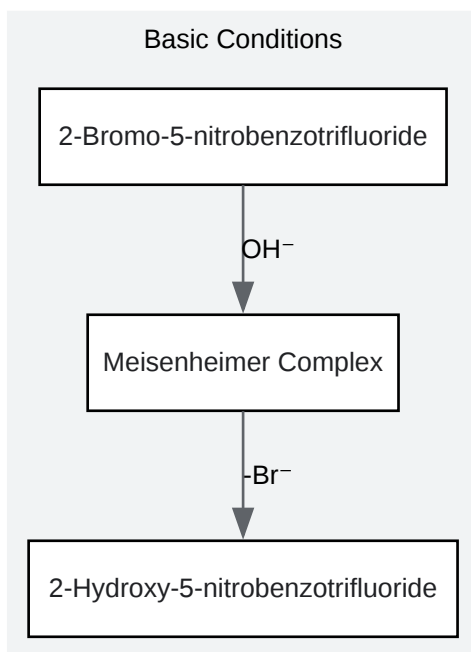 Basic Conditions
2-Bromo-5-nitrobenzotrifluoride
OH⁻
Meisenheimer Complex
-Br⁻
2-Hydroxy-5-nitrobenzotrifluoride